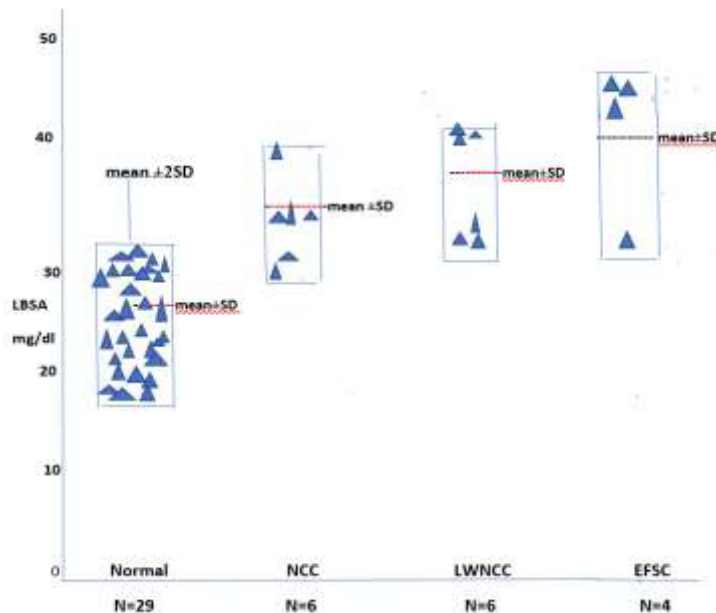 50
40
mean ±2SD
mean±SD
mean ±SD
30
LBSA
mean±SD
mean±SD
mg/dl
20
10
0
Normal NCC LWNCC EFSC
N=29 N=6 N=6 N=4